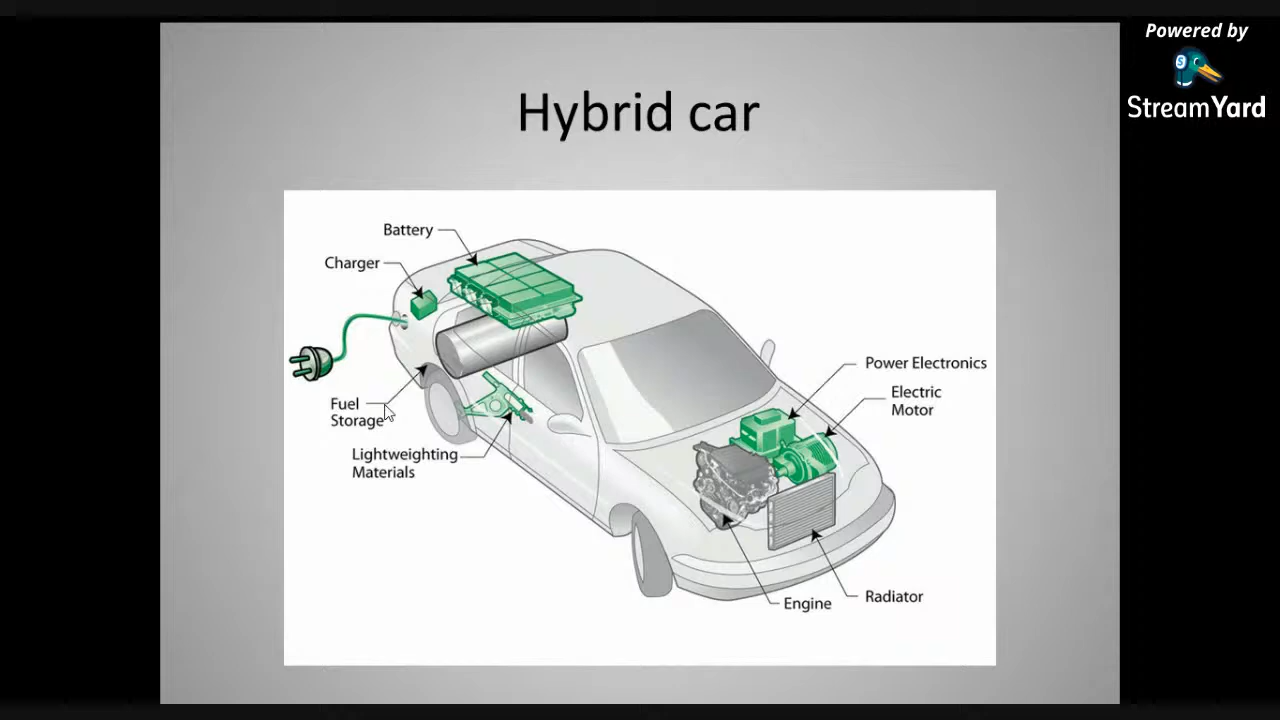 Powered by
StreamYard
Hybrid car
Battery
Charger
Fuel
Storage
Lightweighting
Materials
Power Electronics
Electric
Motor
Engine
Radiator